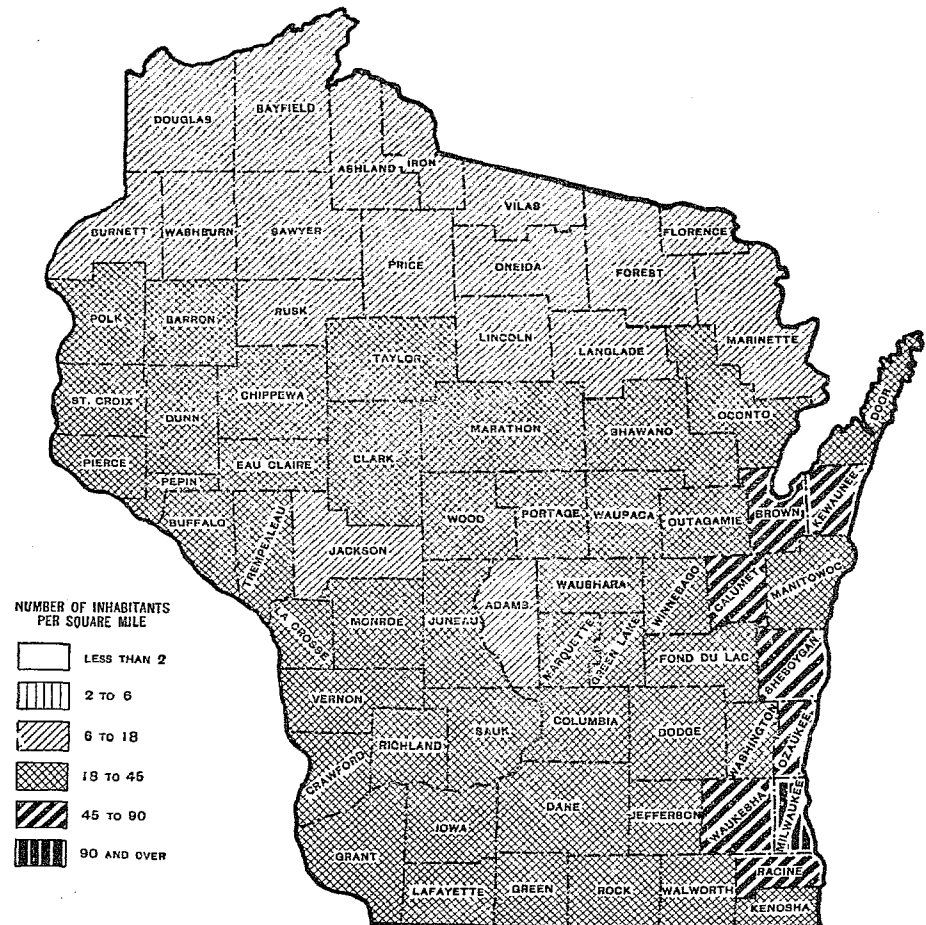 BAYFIELD
DOUGLAS
ASHLAND
IRON
VILAS
BURNETT
WASHBURN
SAWYER
FLORENCE
PRICE
ONEIDA
FOREST
RUSK
POLK
BARRON
LINCOLN
LANGLADE
MARINETTE
TAYLOR
CHIPPEWA
ST. CROIX
DUNN
DOOR
OCONTO
MARATHON
SHAWANO
PIERCE
EAU CLAIRE
CLARK
PEPIN
BUFFALO
TREMPEALEAU
WOOD
PORTAGE
WAUPACA
OUTAGAMIE
BROWN
KEWAUNEE
JACKSON
WAUSHARA
WINNEBAGO
CALUMET
MANITOWOC
ADAMS
NUMBER OF INHABITANTS
PER SQUARE MILE
LA CROSSE
MONROE
JUNEAU
MARQUETTE
GREEN LAKE
FOND DU LAC
SHEBOYGAN
LESS THAN 2
2 TO 6
6 TO 18
18 TO 45
45 TO 90
90 AND OVER
VERNON
RICHLAND
SAUK
COLUMBIA
DODGE
WASHINGTON
OZAUKEE
CRAWFORD
IOWA
DANE
JEFFERSON
WAUKESHA
MILWAUKEE
GRANT
LAFAYETTE
GREEN
ROCK
WALWORTH
RACINE
KENOSHA